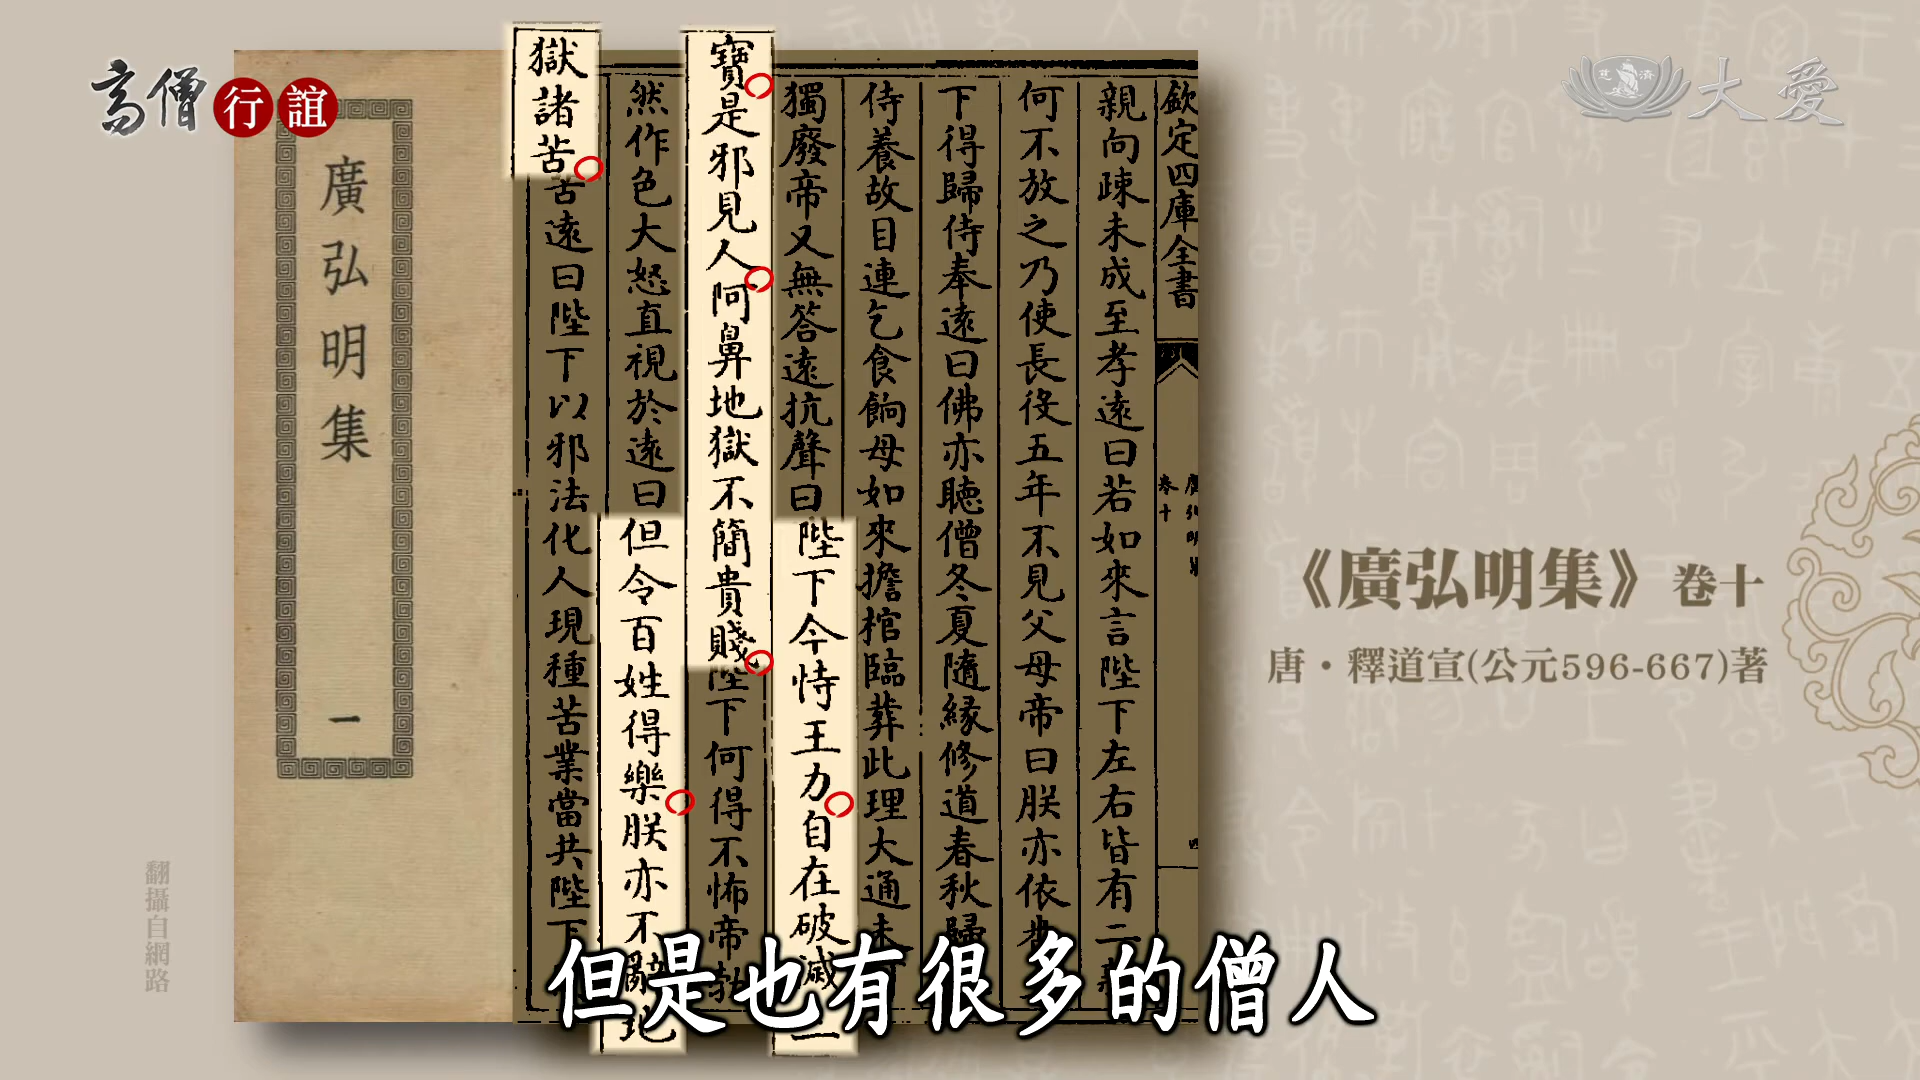 高僧行誼
大愛
慈濟
廣弘明集
一
欽定四庫全書
卷十
親向疎未成至孝遠曰若如來言陛下左右皆有二
何不放之乃使長役五年不見父母帝曰朕亦依
下得歸侍奉遠曰佛亦聽僧冬夏隨緣修道春秋歸
侍養故目連乞食餉母如來擔棺臨葬此理大通未
獨廢帝又無答遠抗聲曰陛下今恃王力自在破滅一
寶是邪見人阿鼻地獄不簡貴賤陛下何得不怖帝
然作色大怒直視於遠曰但令百姓得樂朕亦不辭地
獄諸苦
苦遠曰陛下以邪法化人現種苦業當共陛下
《廣弘明集》卷十
唐・釋道宣(公元596-667)著
翻攝自網路
但是也有很多的僧人